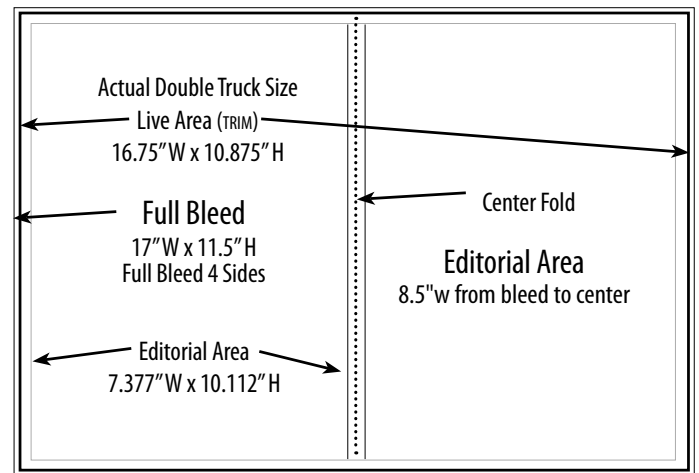 Actual Double Truck Size
Live Area (TRIM)
16.75”W x 10.875”H
Full Bleed
17”W x 11.5”H
Full Bleed 4 Sides
Editorial Area
7.377”W x 10.112”H
Center Fold
Editorial Area
8.5"w from bleed to center